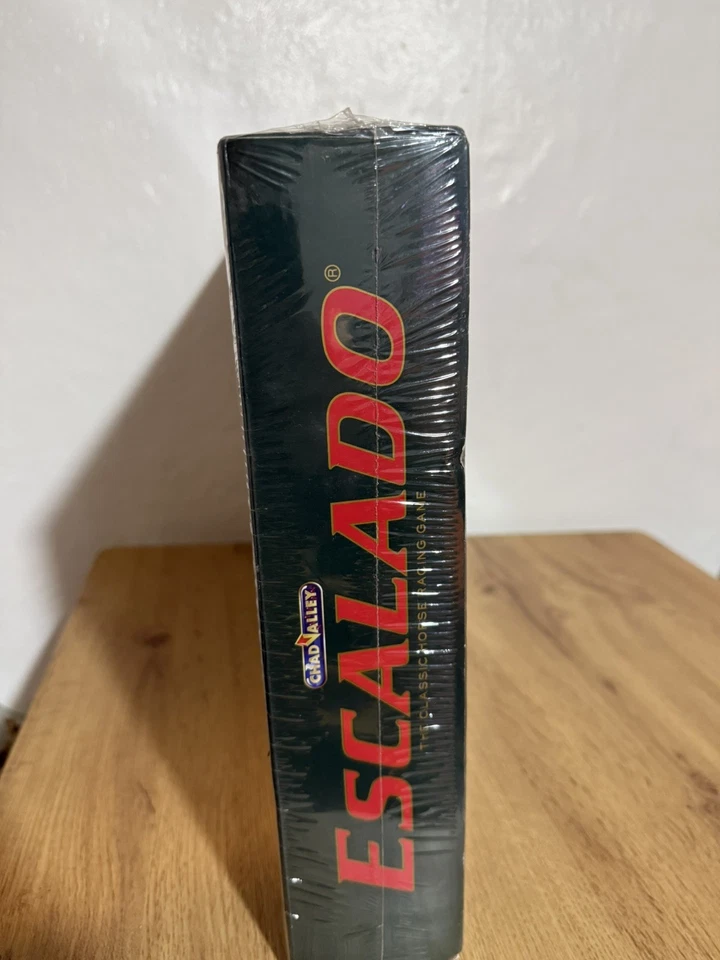 CHAD VALLEY
ESCALADO®
THE CLASSIC HORSE RACING GAME